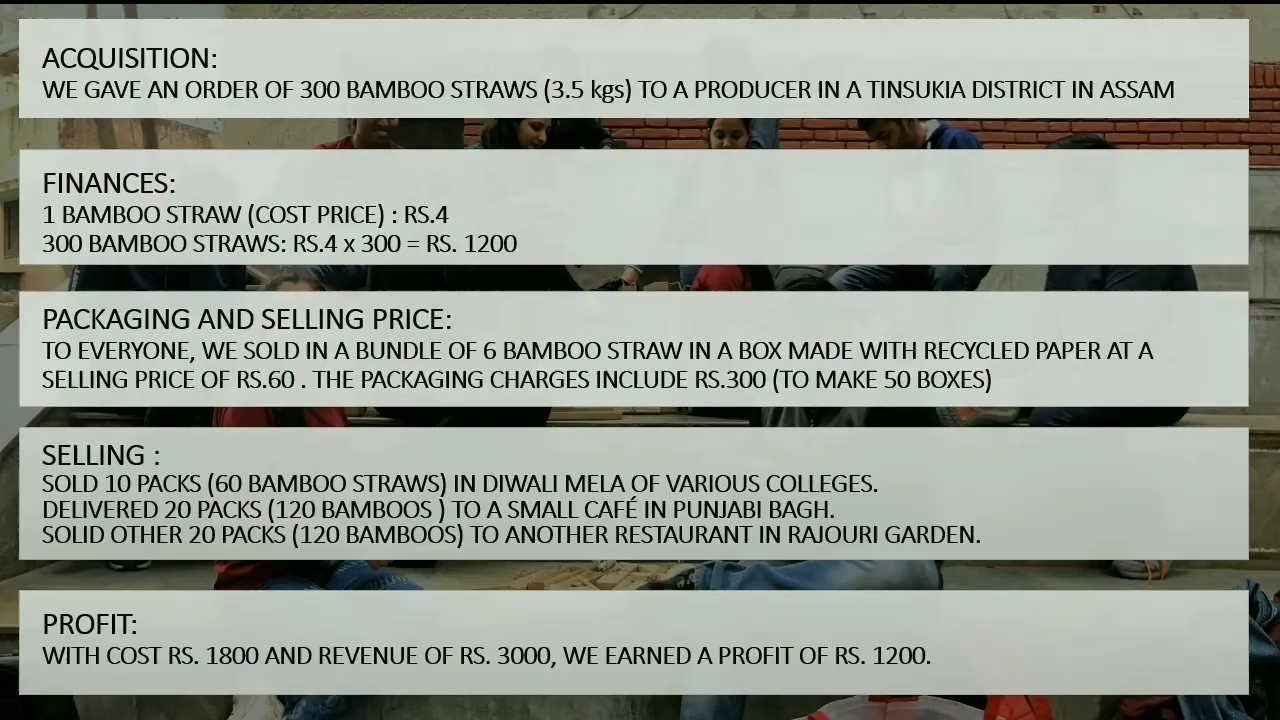 ACQUISITION:
WE GAVE AN ORDER OF 300 BAMBOO STRAWS (3.5 kgs) TO A PRODUCER IN A TINSUKIA DISTRICT IN ASSAM
FINANCES:
1 BAMBOO STRAW (COST PRICE) : RS.4
300 BAMBOO STRAWS: RS.4 x 300 = RS. 1200
PACKAGING AND SELLING PRICE:
TO EVERYONE, WE SOLD IN A BUNDLE OF 6 BAMBOO STRAW IN A BOX MADE WITH RECYCLED PAPER AT A
SELLING PRICE OF RS.60 . THE PACKAGING CHARGES INCLUDE RS.300 (TO MAKE 50 BOXES)
SELLING :
SOLD 10 PACKS (60 BAMBOO STRAWS) IN DIWALI MELA OF VARIOUS COLLEGES.
DELIVERED 20 PACKS (120 BAMBOOS ) TO A SMALL CAFÉ IN PUNJABI BAGH.
SOLID OTHER 20 PACKS (120 BAMBOOS) TO ANOTHER RESTAURANT IN RAJOURI GARDEN.
PROFIT:
WITH COST RS. 1800 AND REVENUE OF RS. 3000, WE EARNED A PROFIT OF RS. 1200.